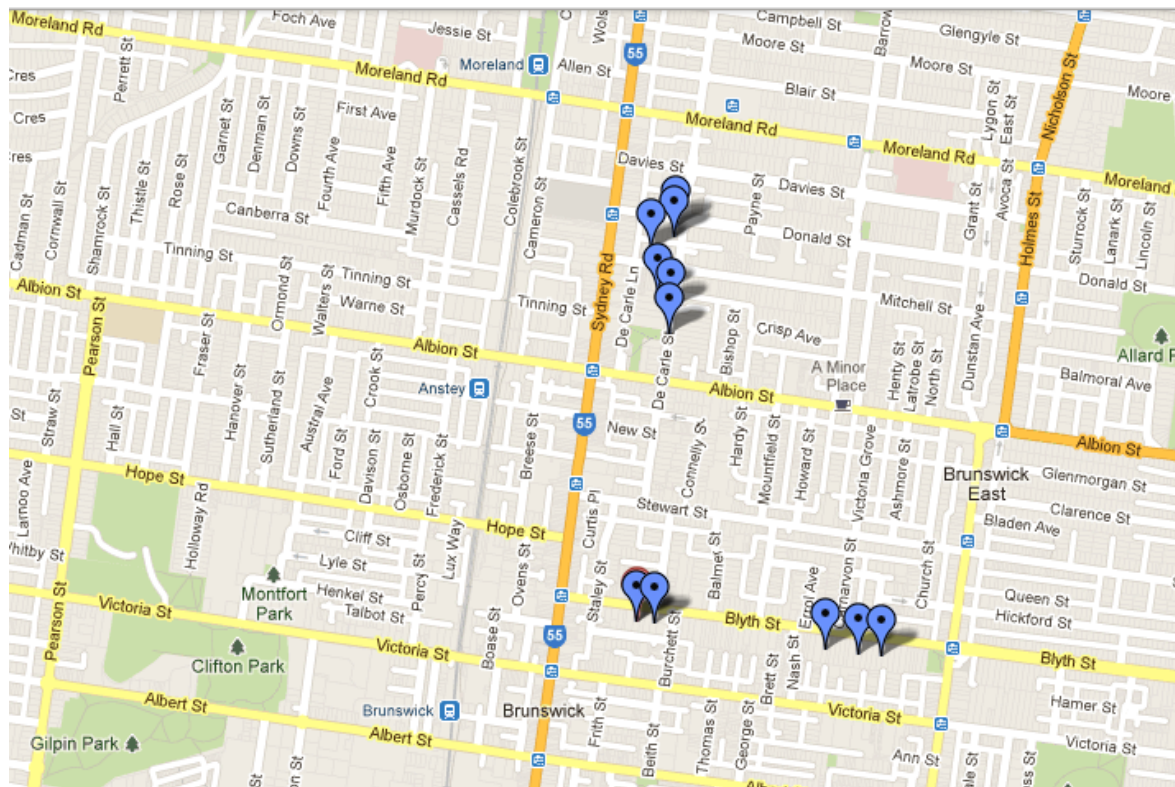 Moreland Rd
Foch Ave
Jessie St
Wols
Campbell St
Glengyle St
Barrow
Moore St
Moore St
Moore
Perrett St
Moreland
Allen St
55
Nicholson St
Cres
Moreland Rd
Blair St
Cres
Garnet St
Denman St
Downs St
First Ave
Fourth Ave
Fifth Ave
Moreland Rd
Lygon St
East St
Moreland Rd
Moreland
Thistle St
Rose St
Murdock St
Cassels Rd
Colebrook St
Cameron St
Davies St
Davies St
Payne St
Grant St
Avoca St
Holmes St
Cadman St
Cornwall St
Shamrock St
Canberra St
Donald St
Sturrock St
Lanark St
Lincoln St
Tinning St
Tinning St
Warne St
Tinning St
Ormond St
Walters St
Sydney Rd
De Carle Ln
Donald St
Mitchell St
Albion St
Pearson St
Fraser St
Albion St
De Carle St
Bishop St
Crisp Ave
Dunstan Ave
Allard P
A Minor
Place
Henty St
Latrobe St
North St
Balmoral Ave
Anstey
Albion St
Straw St
St
Hall St
Hanover St
Sutherland St
Austral Ave
Crook St
Ford St
Davison St
Osborne St
Frederick St
Breese St
55
New St
Connelly St
Hardy St
Mountfield St
Howard St
Victoria Grove
Ashmore St
Albion St
Brunswick
East
Glenmorgan St
Larnoo Ave
Hope St
Holloway Rd
Hope St
Curtis Pl
Stewart St
Clarence St
Bladen Ave
Whitby St
Cliff St
Lyle St
Lux Way
Percy St
Ovens St
Staley St
Balmer St
Errol Ave
Church St
Montfort
Park
Henkel St
Talbot St
Queen St
Hickford St
Pearson St
Victoria St
Clifton Park
Victoria St
Boase St
55
Burchett St
Blyth St
Brett St
Nash St
Blyth St
Albert St
Brunswick
Brunswick
Frith St
Beith St
Thomas St
George St
Victoria St
Hamer St
Victoria St
Gilpin Park
Albert St
Ann St
St